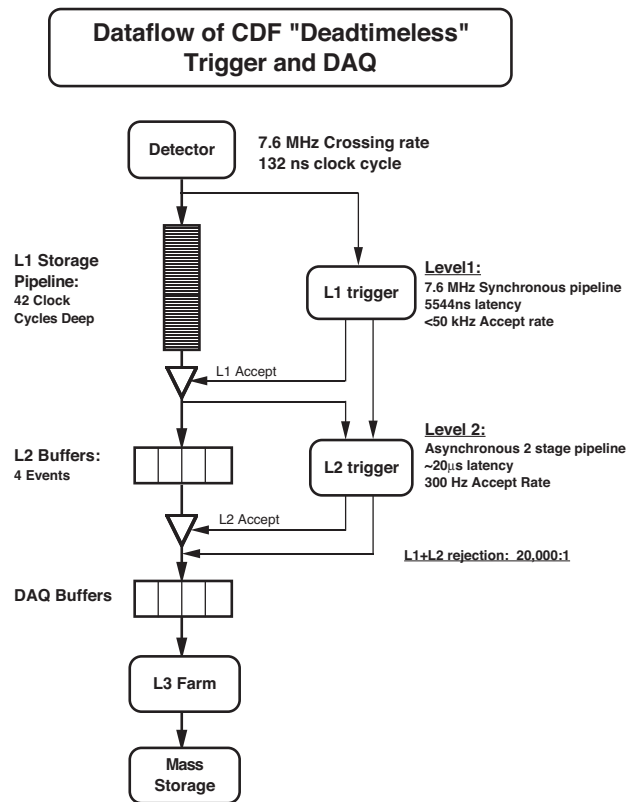 Dataflow of CDF "Deadtimeless"
Trigger and DAQ
Detector
7.6 MHz Crossing rate
132 ns clock cycle
L1 Storage
Pipeline:
42 Clock
Cycles Deep
L1 trigger
Level1:
7.6 MHz Synchronous pipeline
5544ns latency
<50 kHz Accept rate
L1 Accept
L2 Buffers:
4 Events
L2 trigger
Level 2:
Asynchronous 2 stage pipeline
~20μs latency
300 Hz Accept Rate
L2 Accept
L1+L2 rejection: 20,000:1
DAQ Buffers
L3 Farm
Mass
Storage